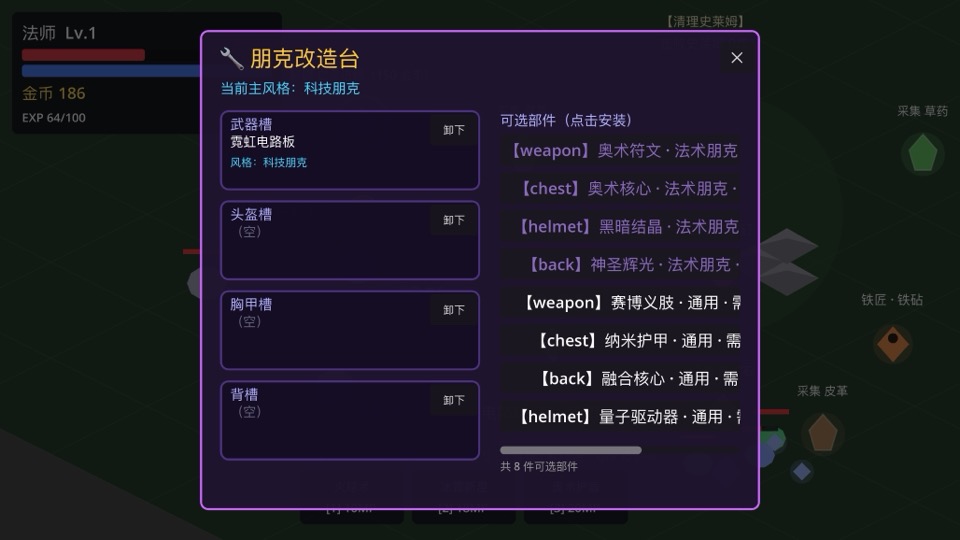 法师 Lv.1
金币 186
EXP 64/100
【清理史莱姆】
采集 草药
铁匠 · 铁砧
采集 皮革
🔧 朋克改造台
×
当前主风格：科技朋克
武器槽
霓虹电路板
风格：科技朋克
卸下
头盔槽
（空）
卸下
胸甲槽
（空）
卸下
背槽
（空）
卸下
可选部件（点击安装）
【weapon】奥术符文 · 法术朋克
【chest】奥术核心 · 法术朋克 ·
【helmet】黑暗结晶 · 法术朋克
【back】神圣辉光 · 法术朋克 ·
【weapon】赛博义肢 · 通用 · 需
【chest】纳米护甲 · 通用 · 需
【back】融合核心 · 通用 · 需
【helmet】量子驱动器 · 通用 ·
共 8 件可选部件